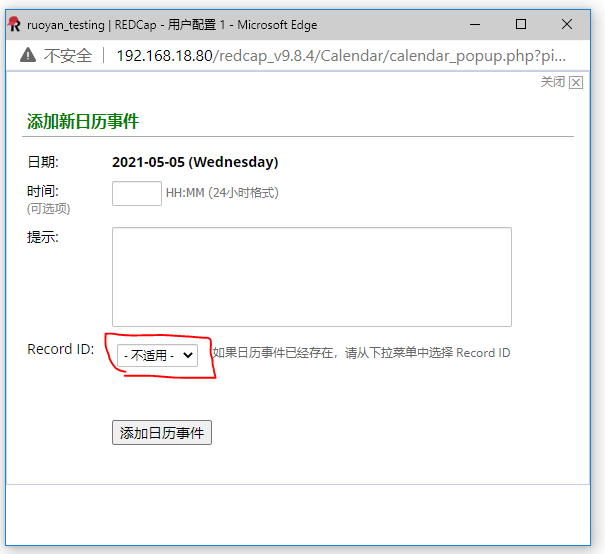 ruoyan_testing | REDCap - 用户配置 1 - Microsoft Edge
不安全 | 192.168.18.80/redcap_v9.8.4/Calendar/calendar_popup.php?pi...
关闭
添加新日历事件
日期: 2021-05-05 (Wednesday)
时间: HH:MM (24小时格式)
(可选项)
提示:
Record ID: - 不适用 - 如果日历事件已经存在，请从下拉菜单中选择 Record ID
添加日历事件